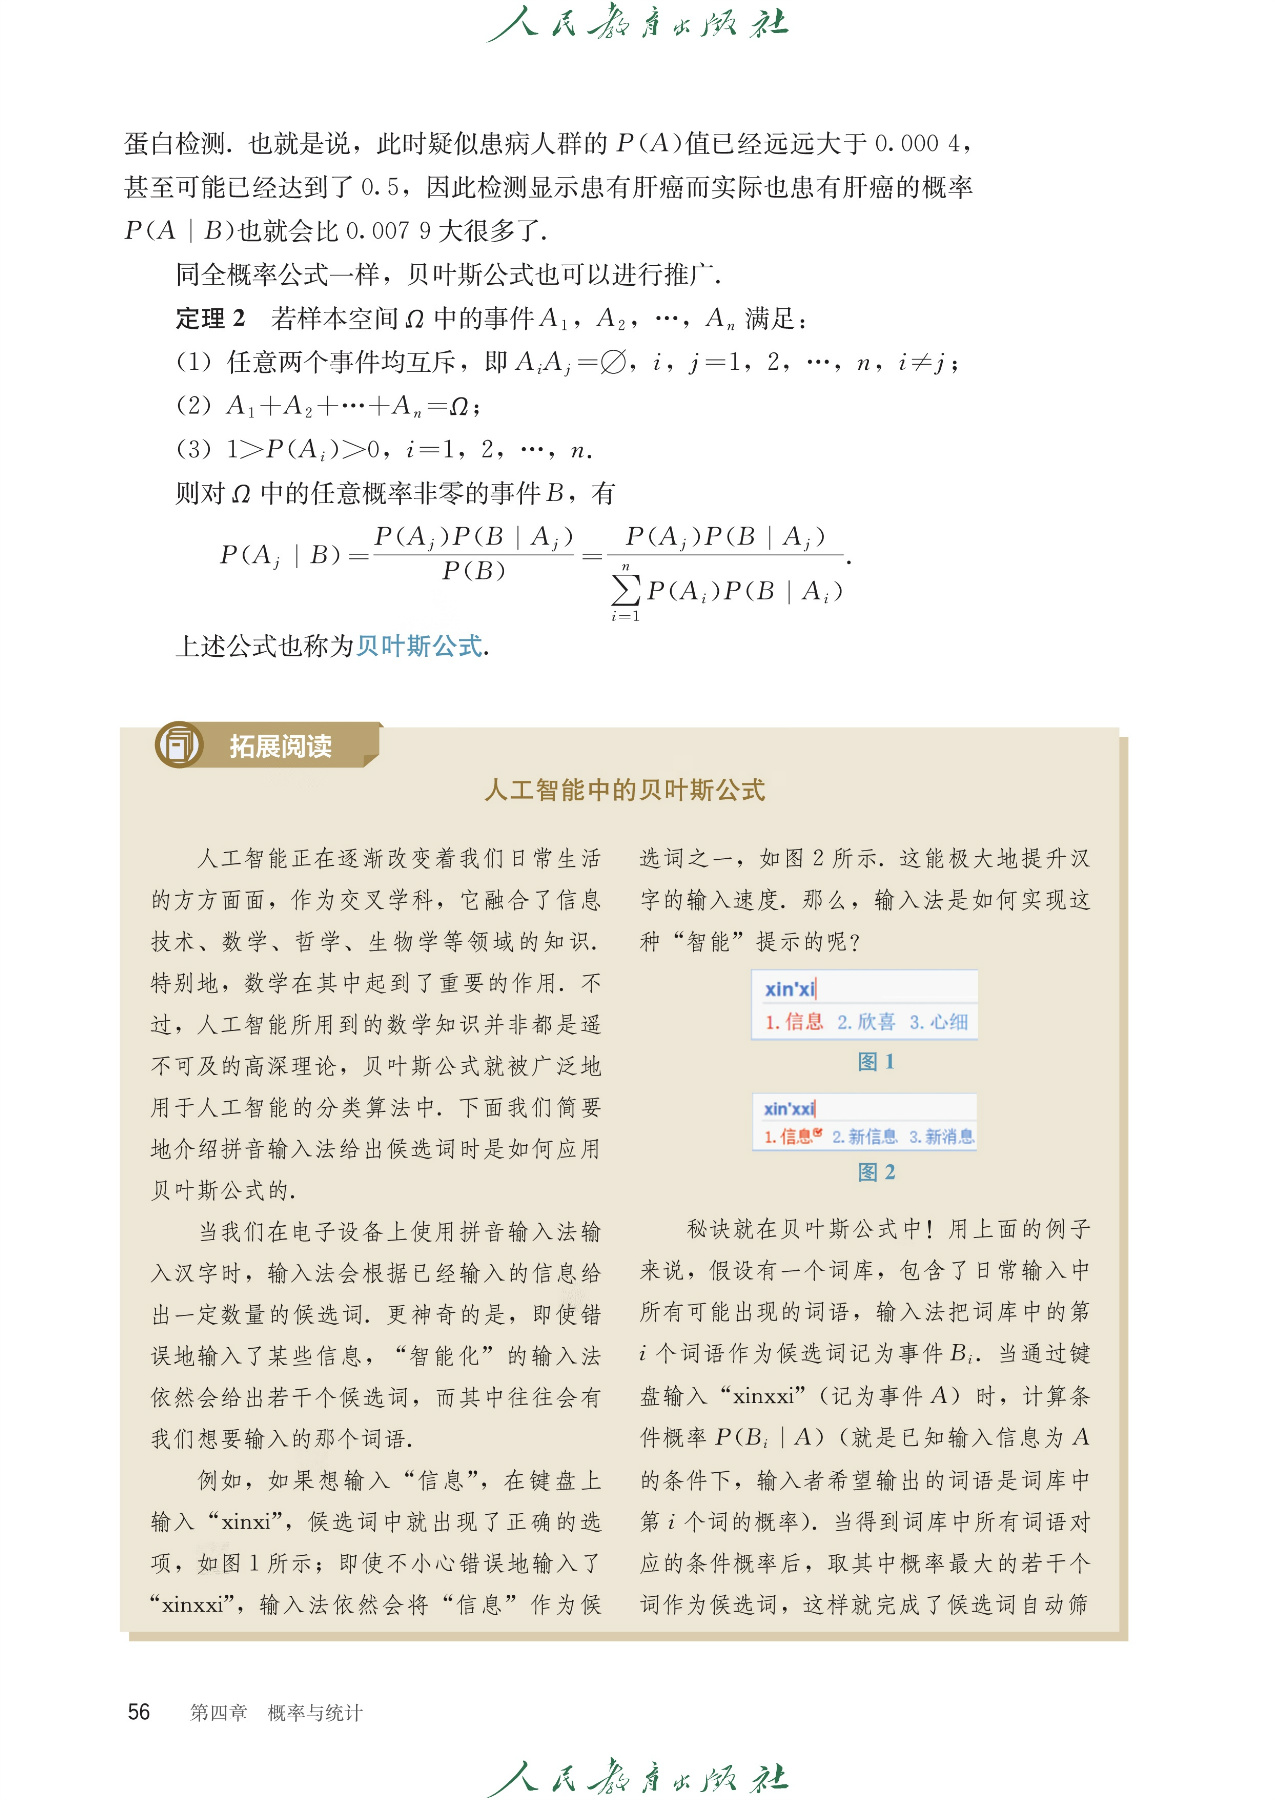 人民教育出版社
蛋白检测. 也就是说，此时疑似患病人群的 P(A)值已经远远大于 0.000 4，
甚至可能已经达到了 0.5，因此检测显示患有肝癌而实际也患有肝癌的概率
P(A | B)也就会比 0.007 9 大很多了.
同全概率公式一样，贝叶斯公式也可以进行推广.
定理 2 若样本空间 Ω 中的事件 A₁，A₂，…，Aₙ 满足：
(1) 任意两个事件均互斥，即 AᵢAⱼ=∅，i，j=1，2，…，n，i≠j；
(2) A₁+A₂+…+Aₙ=Ω；
(3) 1>P(Aᵢ)>0，i=1，2，…，n.
则对 Ω 中的任意概率非零的事件 B，有
P(Aⱼ | B)=P(Aⱼ)P(B | Aⱼ)/P(B)=P(Aⱼ)P(B | Aⱼ)/∑ᵢ₌₁ⁿP(Aᵢ)P(B | Aᵢ).
上述公式也称为贝叶斯公式.
拓展阅读
人工智能中的贝叶斯公式
人工智能正在逐渐改变着我们日常生活
的方方面面，作为交叉学科，它融合了信息
技术、数学、哲学、生物学等领域的知识.
特别地，数学在其中起到了重要的作用. 不
过，人工智能所用到的数学知识并非都是遥
不可及的高深理论，贝叶斯公式就被广泛地
用于人工智能的分类算法中. 下面我们简要
地介绍拼音输入法给出候选词时是如何应用
贝叶斯公式的.
当我们在电子设备上使用拼音输入法输
入汉字时，输入法会根据已经输入的信息给
出一定数量的候选词. 更神奇的是，即使错
误地输入了某些信息，“智能化”的输入法
依然会给出若干个候选词，而其中往往会有
我们想要输入的那个词语.
例如，如果想输入“信息”，在键盘上
输入“xinxi”，候选词中就出现了正确的选
项，如图 1 所示；即使不小心错误地输入了
“xinxxi”，输入法依然会将“信息”作为候
选词之一，如图 2 所示. 这能极大地提升汉
字的输入速度. 那么，输入法是如何实现这
种“智能”提示的呢？
xin'xi
1.信息 2.欣喜 3.心细
图 1
xin'xxi
1.信息 2.新信息 3.新消息
图 2
秘诀就在贝叶斯公式中！用上面的例子
来说，假设有一个词库，包含了日常输入中
所有可能出现的词语，输入法把词库中的第
i 个词语作为候选词记为事件 Bᵢ. 当通过键
盘输入“xinxxi”（记为事件 A）时，计算条
件概率 P(Bᵢ | A)（就是已知输入信息为 A
的条件下，输入者希望输出的词语是词库中
第 i 个词的概率）. 当得到词库中所有词语对
应的条件概率后，取其中概率最大的若干个
词作为候选词，这样就完成了候选词自动筛
56 第四章 概率与统计
人民教育出版社